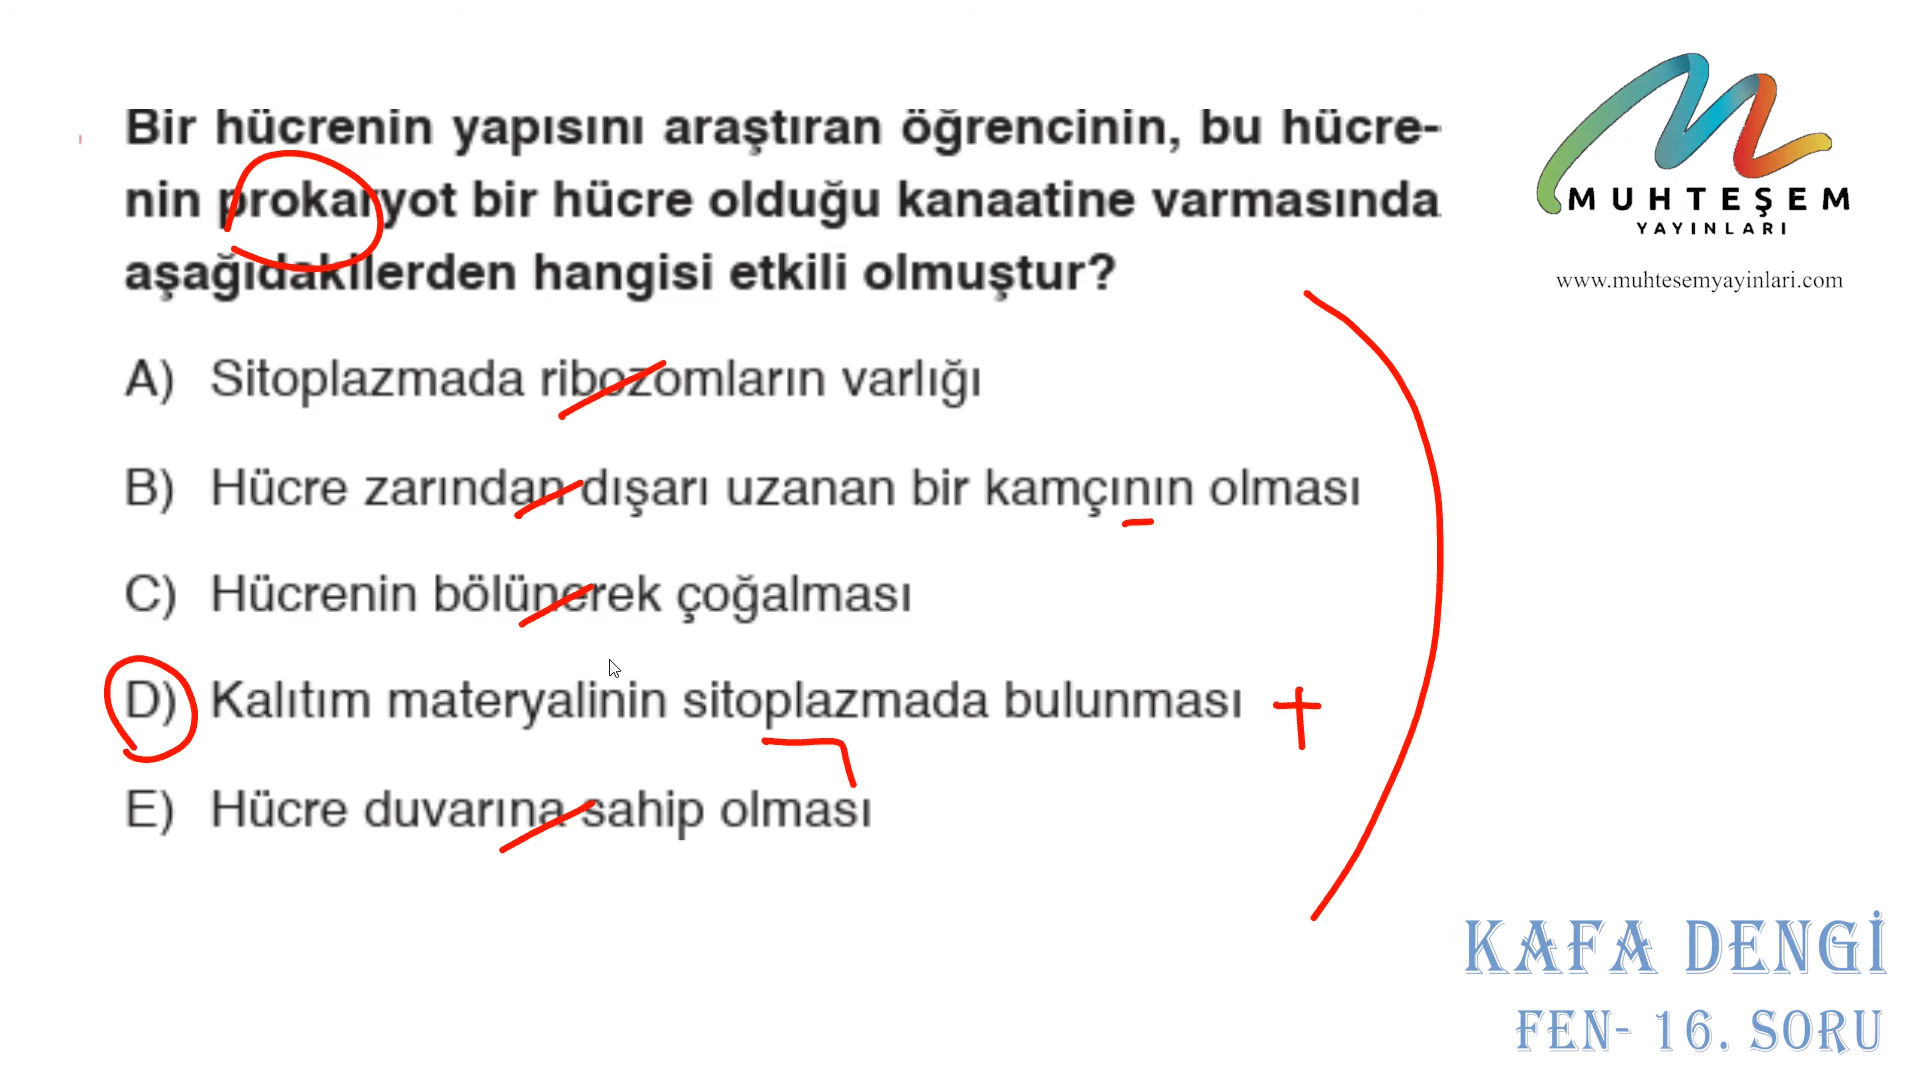 Bir hücrenin yapısını araştıran öğrencinin, bu hücre-
nin prokaryot bir hücre olduğu kanaatine varmasında
aşağıdakilerden hangisi etkili olmuştur?
A) Sitoplazmada ribozomların varlığı
B) Hücre zarından dışarı uzanan bir kamçının olması
C) Hücrenin bölünerek çoğalması
D) Kalıtım materyalinin sitoplazmada bulunması
E) Hücre duvarına sahip olması
MUHTEŞEM
YAYINLARI
www.muhtesemyayinlari.com
KAFA DENGİ
FEN- 16. SORU